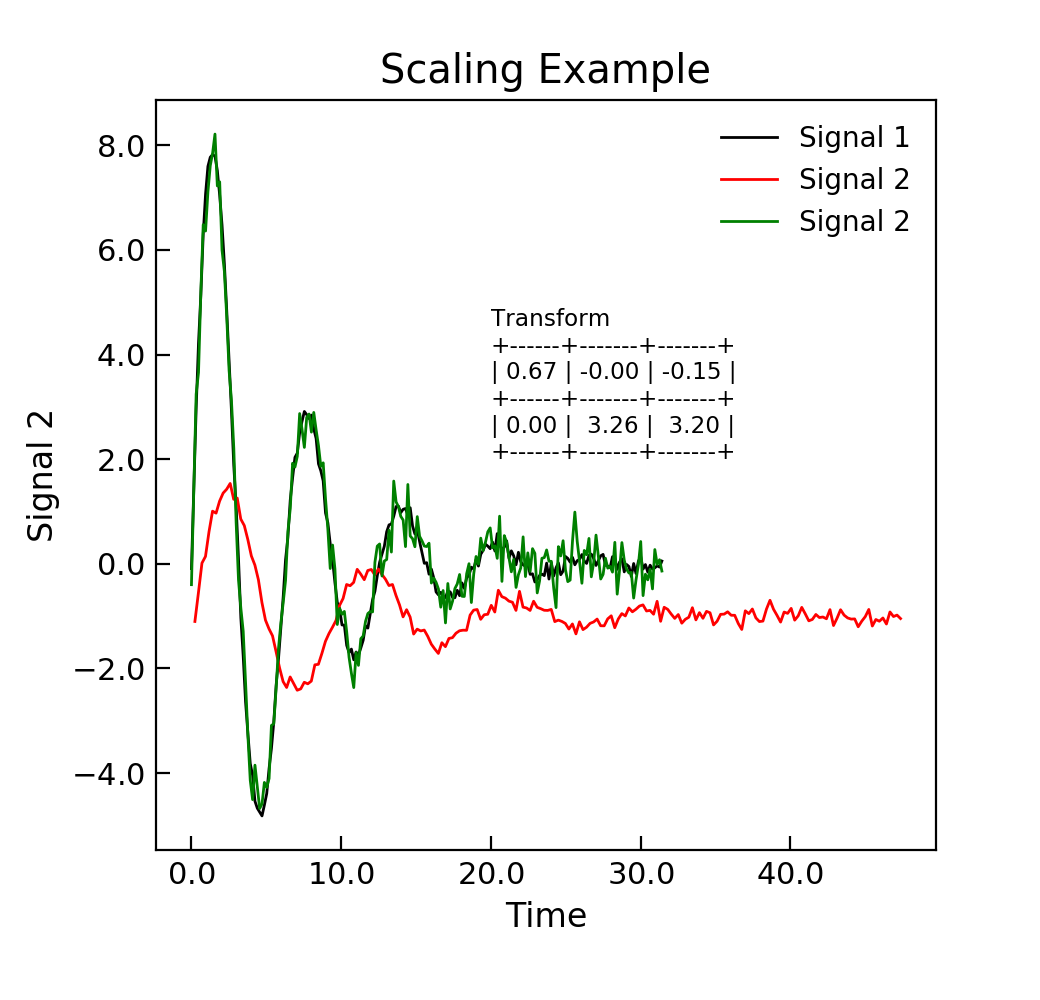 Scaling Example
Signal 1
Signal 2
Signal 2
Transform
+------+-------+-------+
| 0.67 | -0.00 | -0.15 |
+------+-------+-------+
| 0.00 |  3.26 |  3.20 |
+------+-------+-------+
8.0
6.0
4.0
2.0
0.0
−2.0
−4.0
Signal 2
0.0 10.0 20.0 30.0 40.0
Time